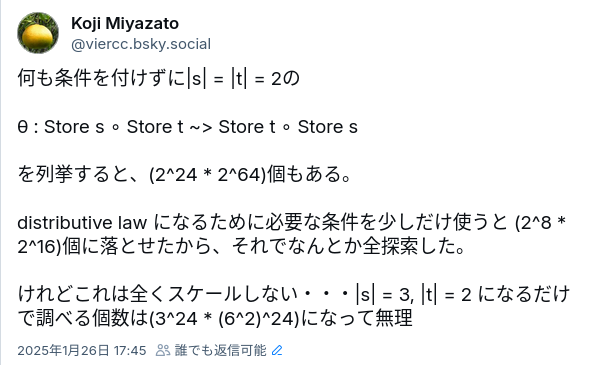 Koji Miyazato
@viercc.bsky.social
何も条件を付けずに|s| = |t| = 2の
θ : Store s ∘ Store t ~> Store t ∘ Store s
を列挙すると、(2^24 * 2^64)個もある。
distributive law になるために必要な条件を少しだけ使うと (2^8 *
2^16)個に落とせたから、それでなんとか全探索した。
けれどこれは全くスケールしない・・・|s| = 3, |t| = 2 になるだけ
で調べる個数は(3^24 * (6^2)^24)になって無理
2025年1月26日 17:45 誰でも返信可能